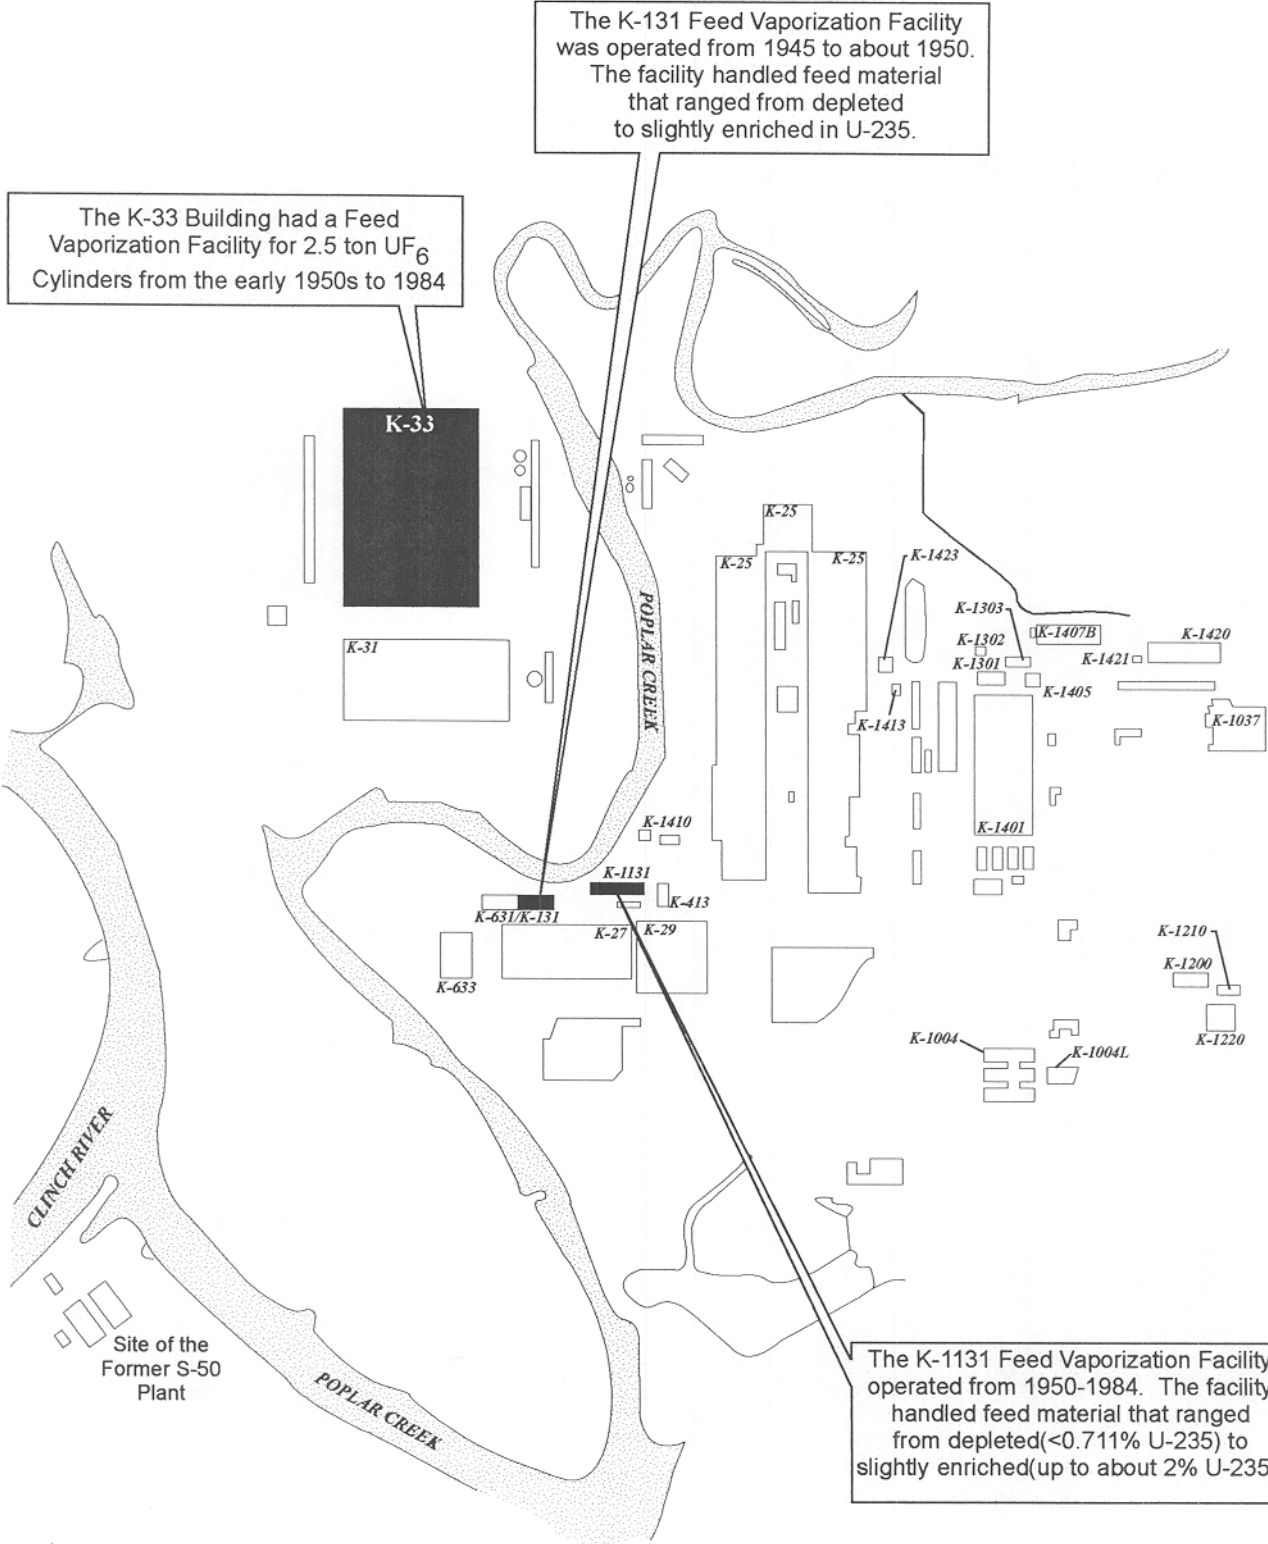 The K-131 Feed Vaporization Facility
was operated from 1945 to about 1950.
The facility handled feed material
that ranged from depleted
to slightly enriched in U-235.
The K-33 Building had a Feed
Vaporization Facility for 2.5 ton UF6
Cylinders from the early 1950s to 1984
K-33
K-25
K-25
K-25
K-1423
K-1303
K-1302
K-1407B
K-1420
K-1301
K-1421
K-1405
K-31
POPLAR CREEK
K-1413
K-1037
K-1410
K-1401
K-1131
K-413
K-631/K-131
K-27
K-29
K-633
K-1210
K-1200
K-1004
K-1004L
K-1220
CLINCH RIVER
Site of the
Former S-50
Plant
POPLAR CREEK
The K-1131 Feed Vaporization Facility
operated from 1950-1984. The facility
handled feed material that ranged
from depleted(<0.711% U-235) to
slightly enriched(up to about 2% U-235